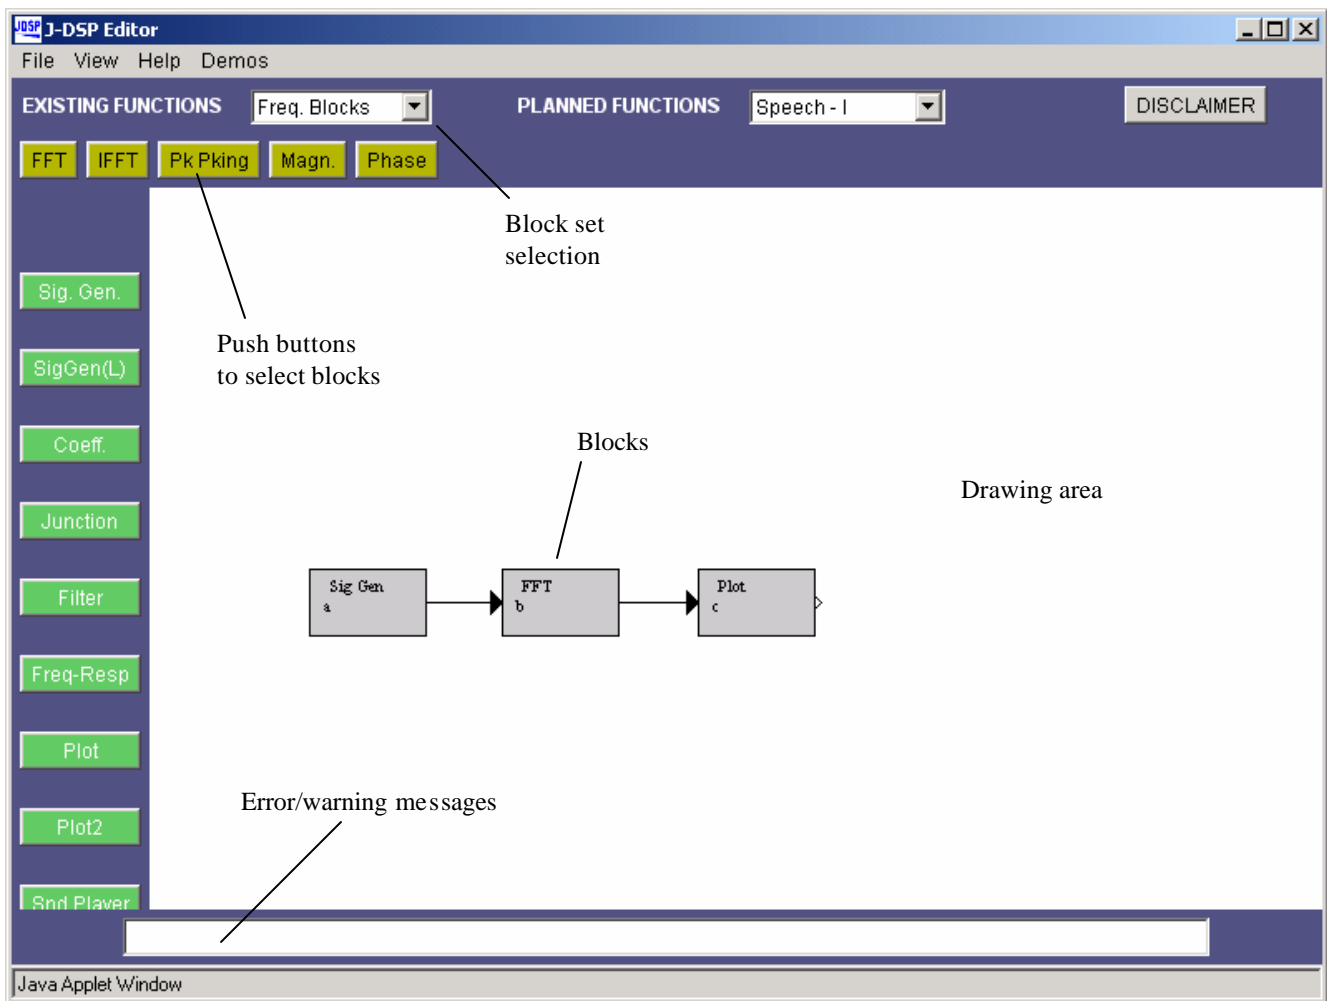 JDSP J-DSP Editor
File View Help Demos
EXISTING FUNCTIONS Freq. Blocks PLANNED FUNCTIONS Speech - I DISCLAIMER
FFT IFFT Pk Pking Magn. Phase
Block set
selection
Sig. Gen.
Push buttons
to select blocks
SigGen(L)
Coeff.
Blocks
Drawing area
Junction
Sig Gen
a
FFT
b
Plot
c
Filter
Freq-Resp
Plot
Error/warning messages
Plot2
Snd Player
Java Applet Window